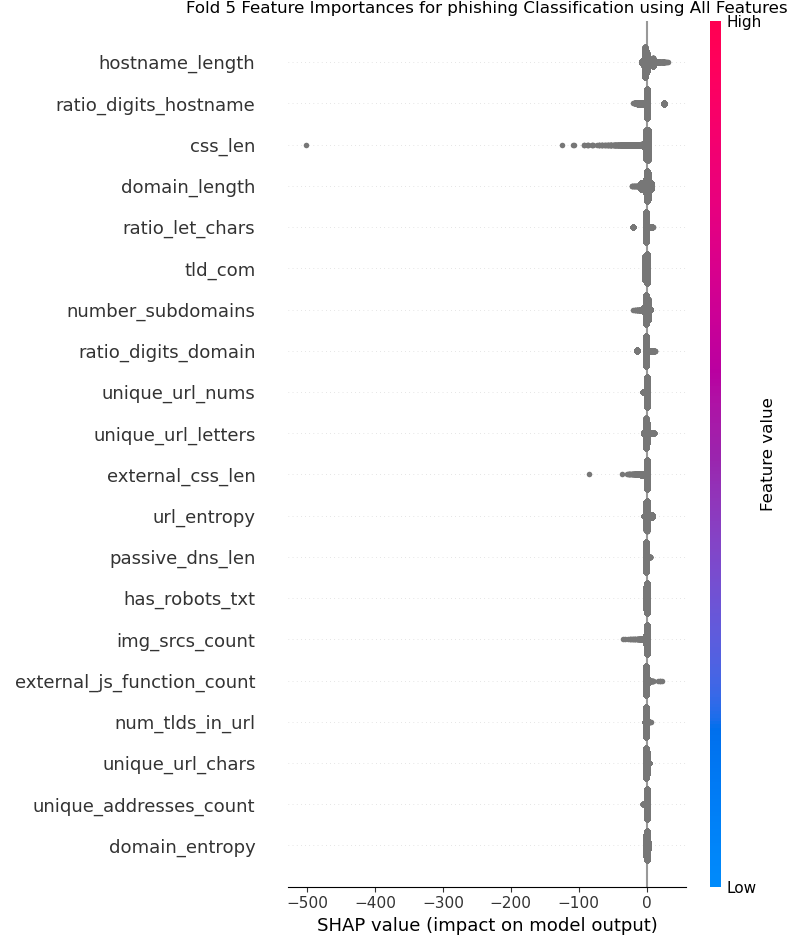 Fold 5 Feature Importances for phishing Classification using All Features
High
hostname_length
ratio_digits_hostname
css_len
domain_length
ratio_let_chars
tld_com
number_subdomains
ratio_digits_domain
unique_url_nums
unique_url_letters
external_css_len
url_entropy
passive_dns_len
has_robots_txt
img_srcs_count
external_js_function_count
num_tlds_in_url
unique_url_chars
unique_addresses_count
domain_entropy
Feature value
Low
−500 −400 −300 −200 −100 0
SHAP value (impact on model output)